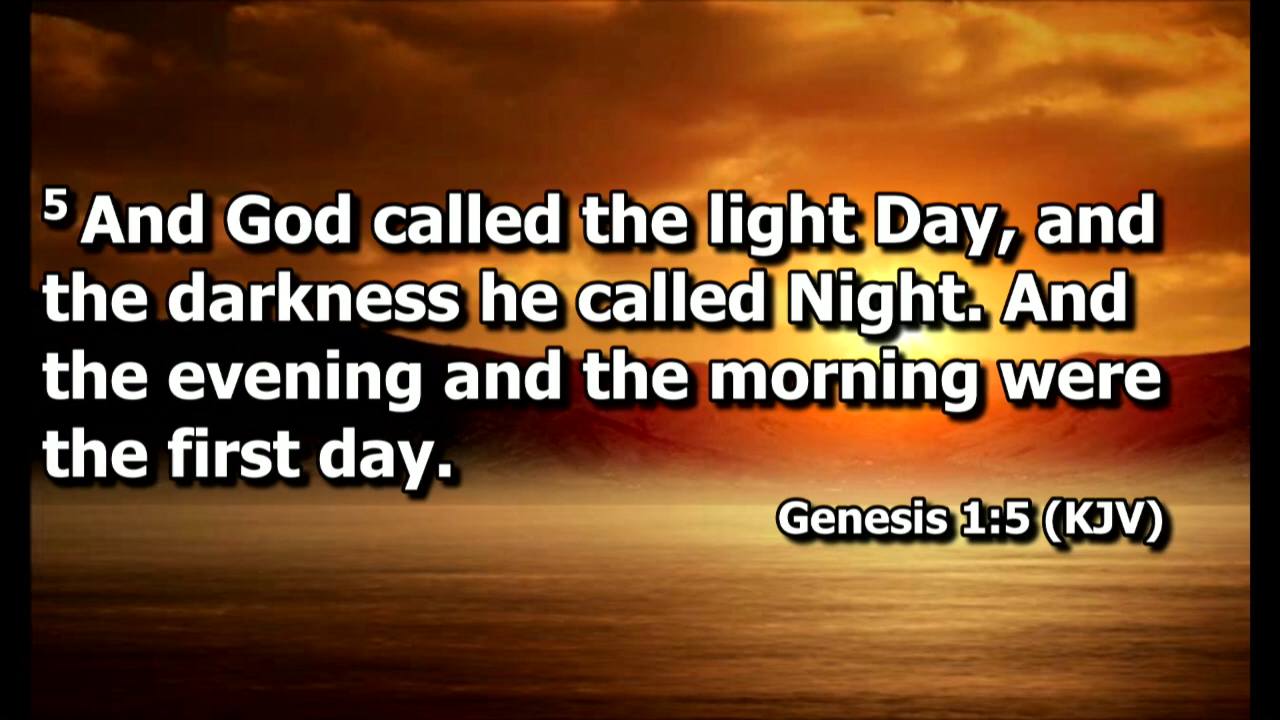 5 And God called the light Day, and
the darkness he called Night. And
the evening and the morning were
the first day.
Genesis 1:5 (KJV)